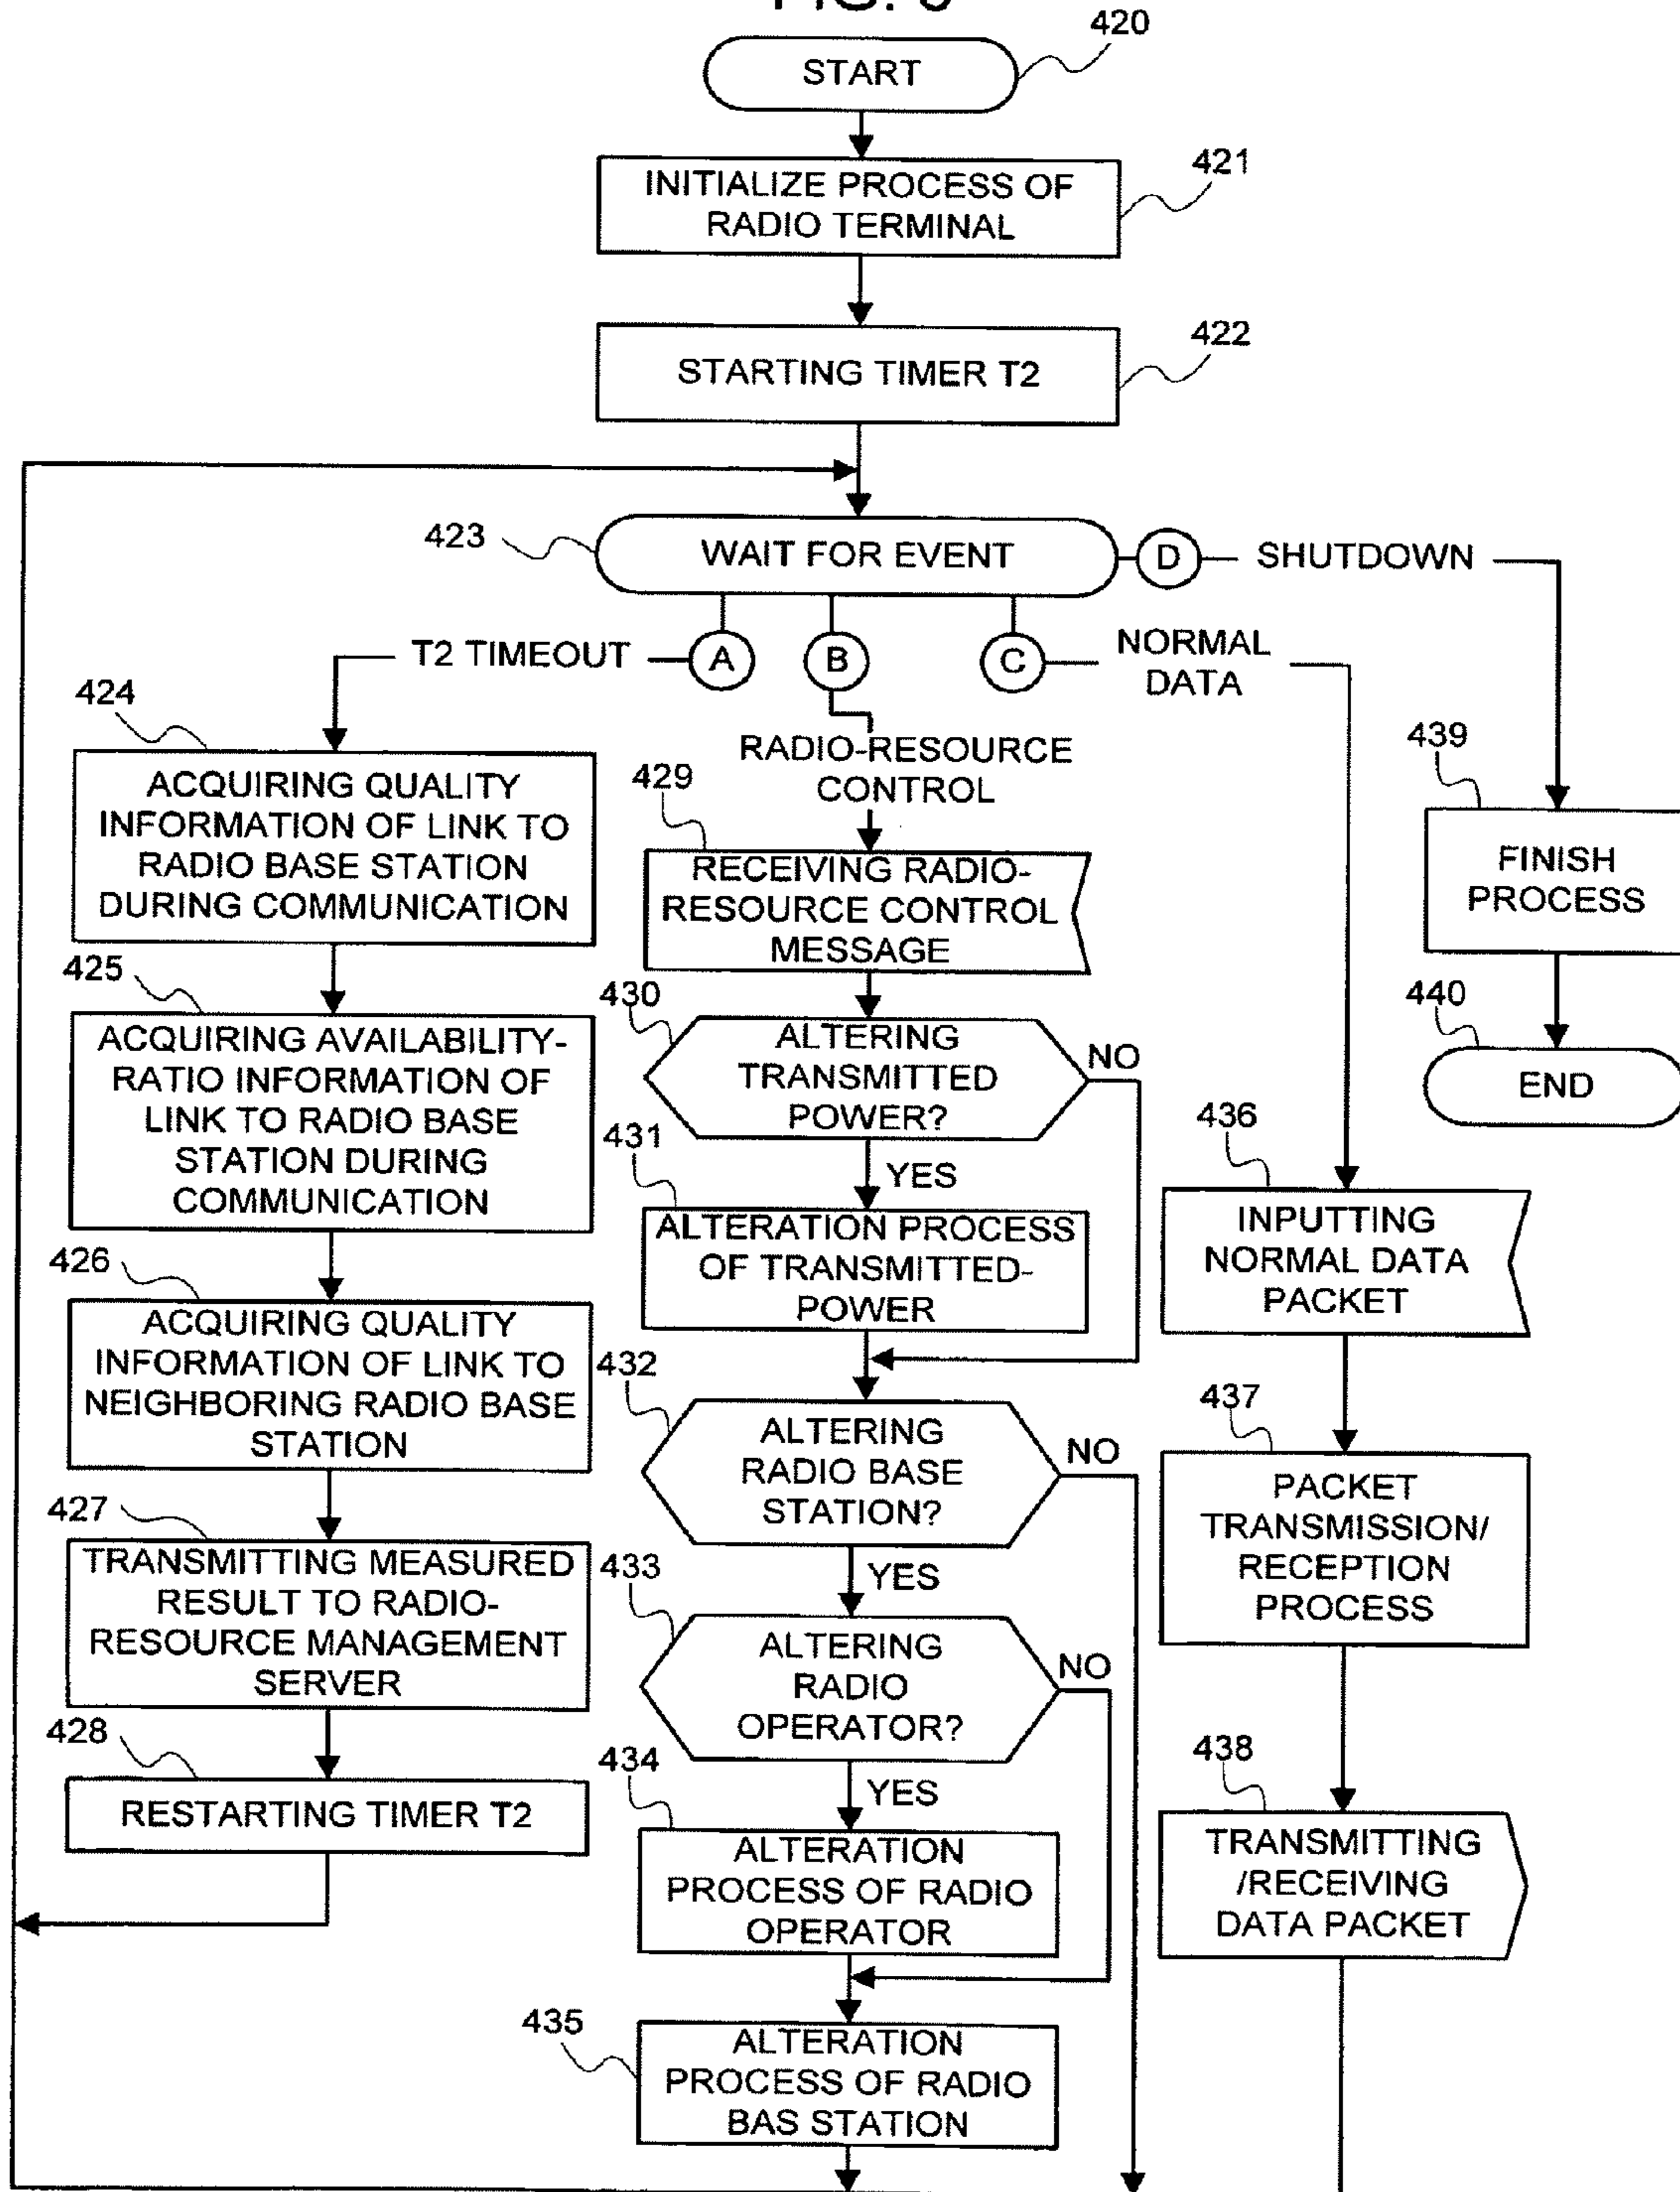 420
START
421
INITIALIZE PROCESS OF
RADIO TERMINAL
422
STARTING TIMER T2
423
WAIT FOR EVENT
D
SHUTDOWN
T2 TIMEOUT
A
B
C
NORMAL
DATA
424
ACQUIRING QUALITY
INFORMATION OF LINK TO
RADIO BASE STATION
DURING COMMUNICATION
425
ACQUIRING AVAILABILITY-
RATIO INFORMATION OF
LINK TO RADIO BASE
STATION DURING
COMMUNICATION
426
ACQUIRING QUALITY
INFORMATION OF LINK TO
NEIGHBORING RADIO BASE
STATION
427
TRANSMITTING MEASURED
RESULT TO RADIO-
RESOURCE MANAGEMENT
SERVER
428
RESTARTING TIMER T2
RADIO-RESOURCE
CONTROL
429
RECEIVING RADIO-
RESOURCE CONTROL
MESSAGE
430
ALTERING
TRANSMITTED
POWER?
NO
YES
431
ALTERATION PROCESS
OF TRANSMITTED-
POWER
432
ALTERING
RADIO BASE
STATION?
NO
YES
433
ALTERING
RADIO
OPERATOR?
NO
YES
434
ALTERATION
PROCESS OF RADIO
OPERATOR
435
ALTERATION
PROCESS OF RADIO
BAS STATION
436
INPUTTING
NORMAL DATA
PACKET
437
PACKET
TRANSMISSION/
RECEPTION
PROCESS
438
TRANSMITTING
/RECEIVING
DATA PACKET
439
FINISH
PROCESS
440
END